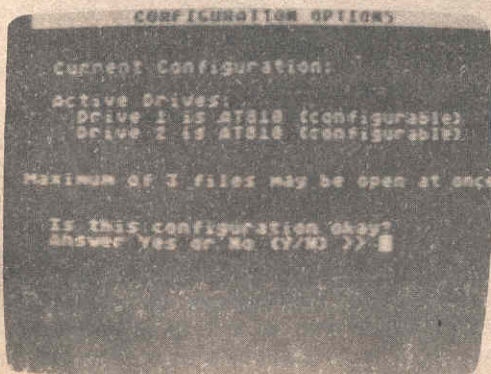 CONFIGURATION OPTIONS
Current Configuration:
Active Drives:
Drive 1 is AT810 (configurable)
Drive 2 is AT810 (configurable)
Maximum of 3 files may be open at once
Is this configuration okay?
Answer Yes or No (Y/N) >>